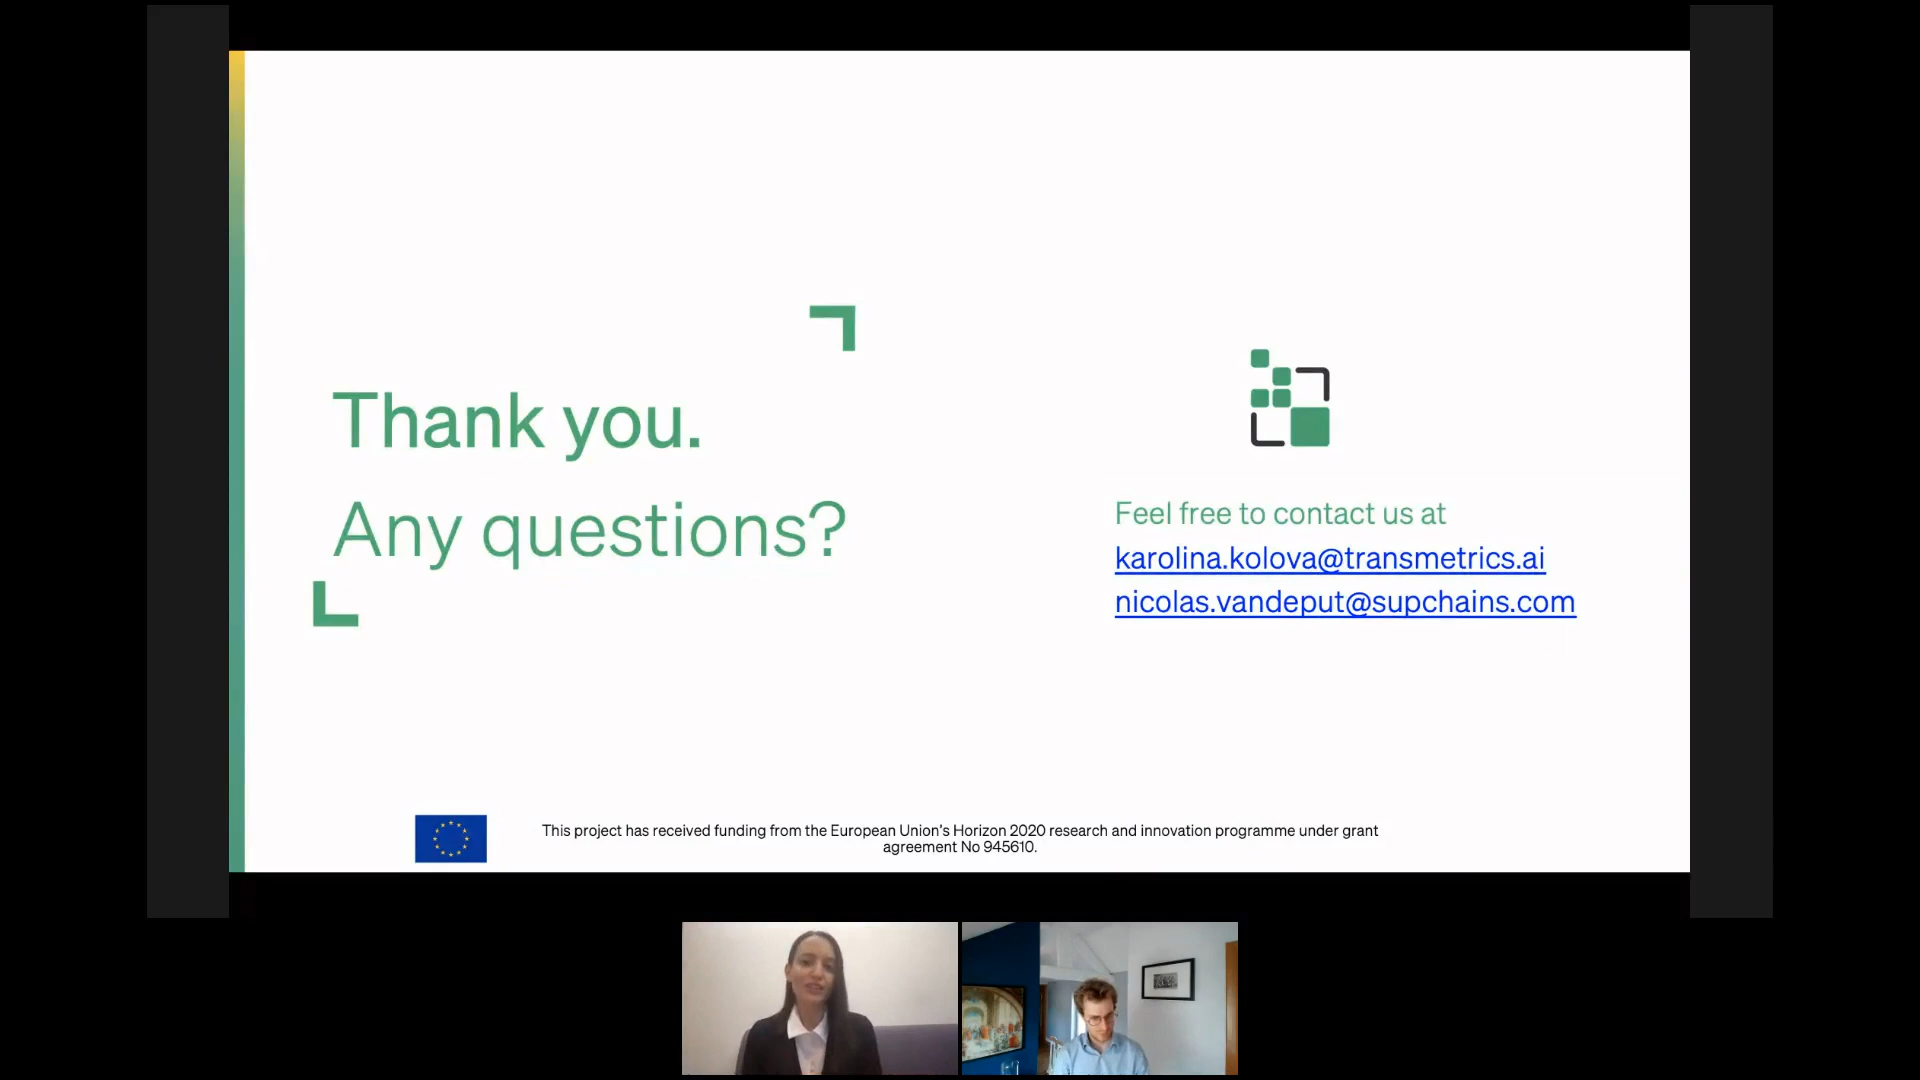 Thank you.
Any questions?
Feel free to contact us at
karolina.kolova@transmetrics.ai
nicolas.vandeput@supchains.com
This project has received funding from the European Union's Horizon 2020 research and innovation programme under grant
agreement No 945610.